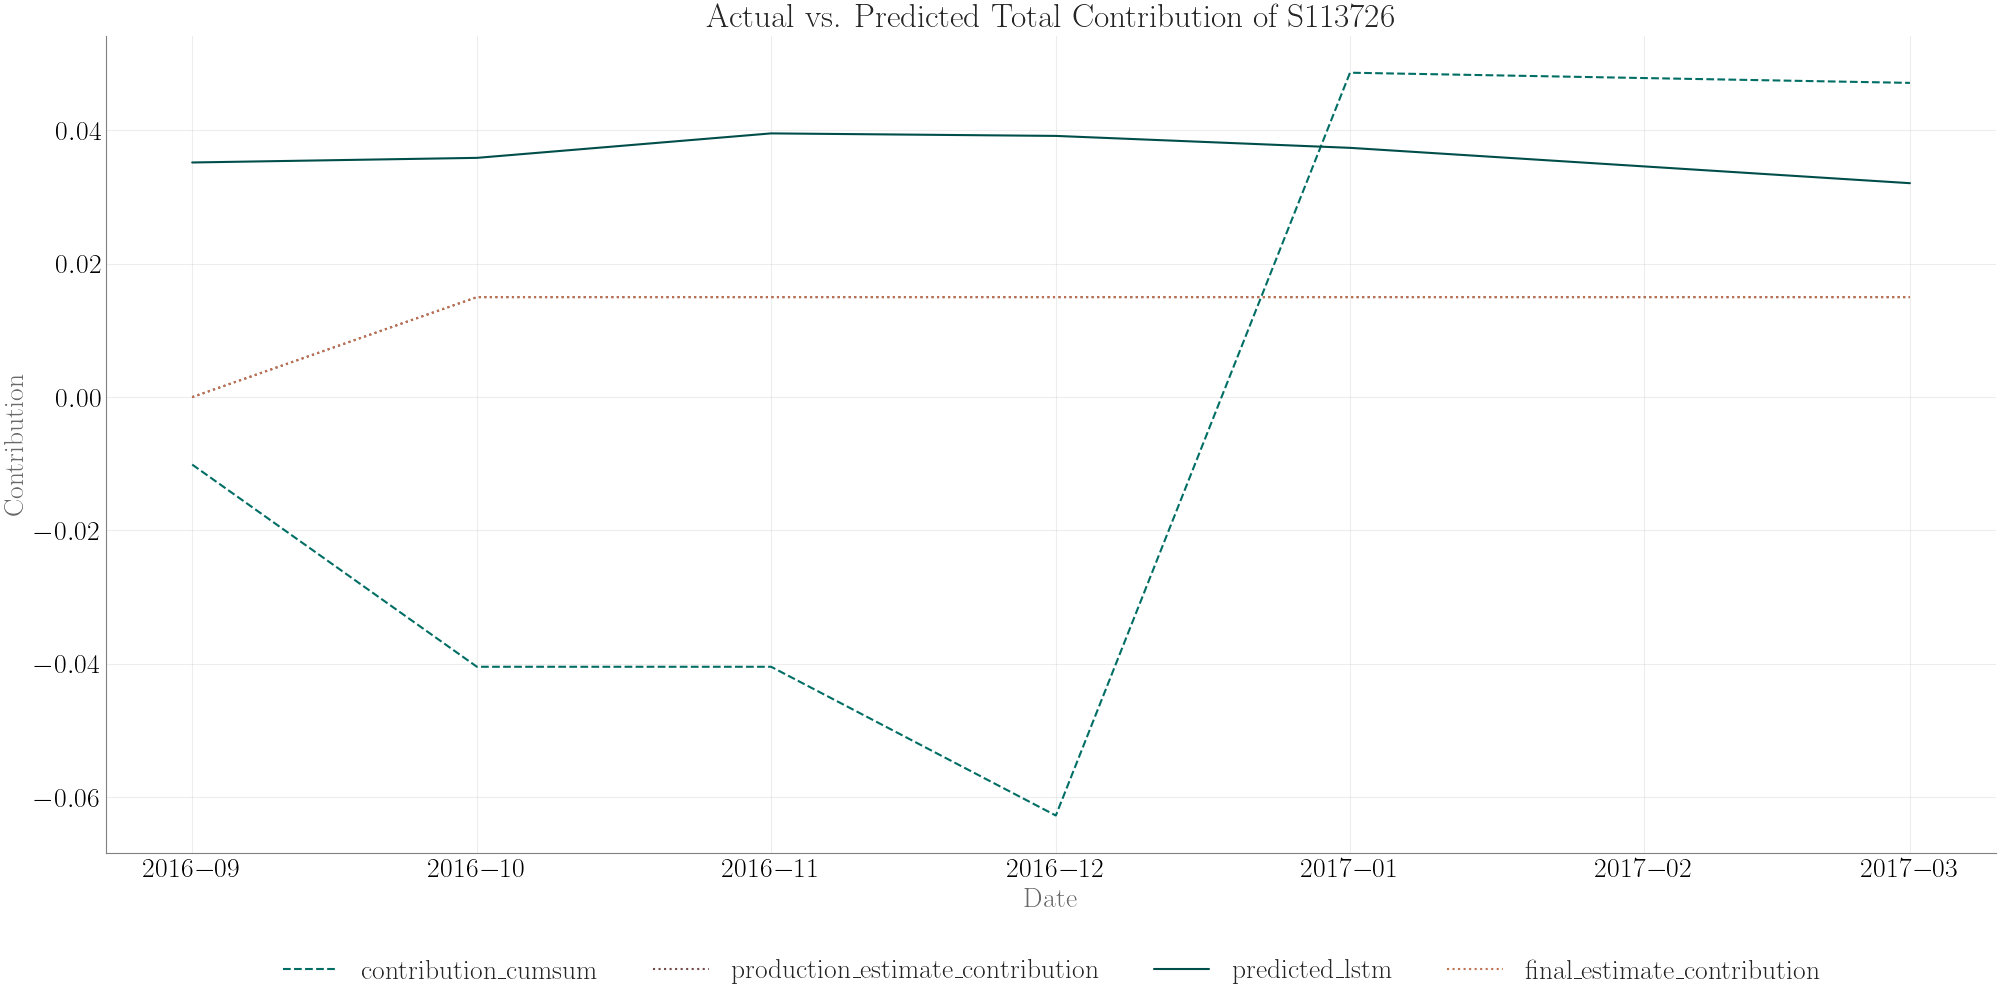 Actual vs. Predicted Total Contribution of S113726
Contribution
0.04
0.02
0.00
−0.02
−0.04
−0.06
2016−09 2016−10 2016−11 2016−12 2017−01 2017−02 2017−03
Date
contribution_cumsum production_estimate_contribution predicted_lstm final_estimate_contribution